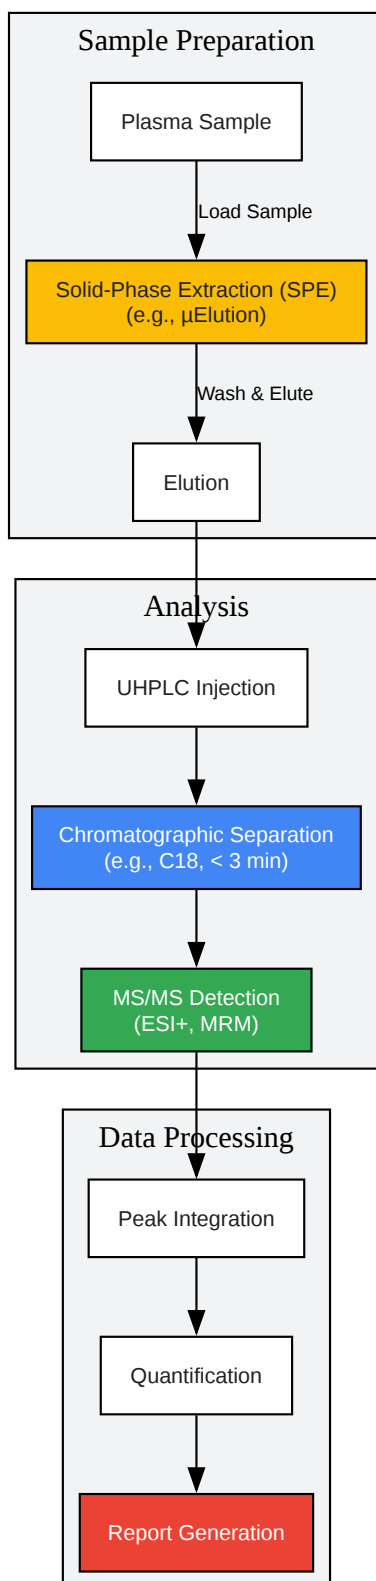 Sample Preparation
Plasma Sample
Load Sample
Solid-Phase Extraction (SPE)
(e.g., µElution)
Wash & Elute
Elution
Analysis
UHPLC Injection
Chromatographic Separation
(e.g., C18, < 3 min)
MS/MS Detection
(ESI+, MRM)
Data Processing
Peak Integration
Quantification
Report Generation